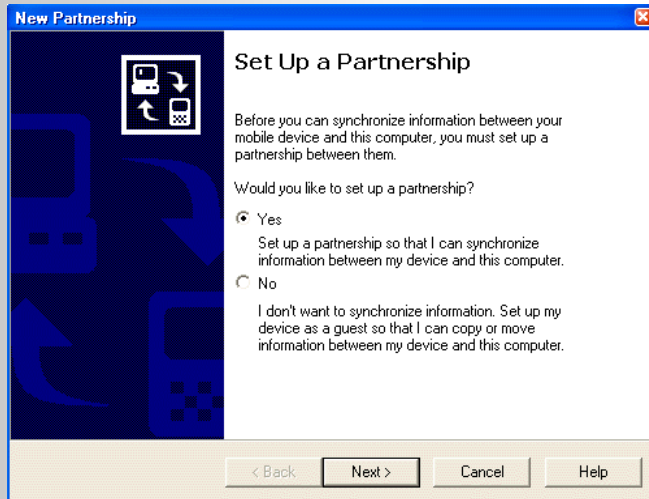 New Partnership
Set Up a Partnership
Before you can synchronize information between your
mobile device and this computer, you must set up a
partnership between them.
Would you like to set up a partnership?
Yes
Set up a partnership so that I can synchronize
information between my device and this computer.
No
I don't want to synchronize information. Set up my
device as a guest so that I can copy or move
information between my device and this computer.
< Back Next > Cancel Help